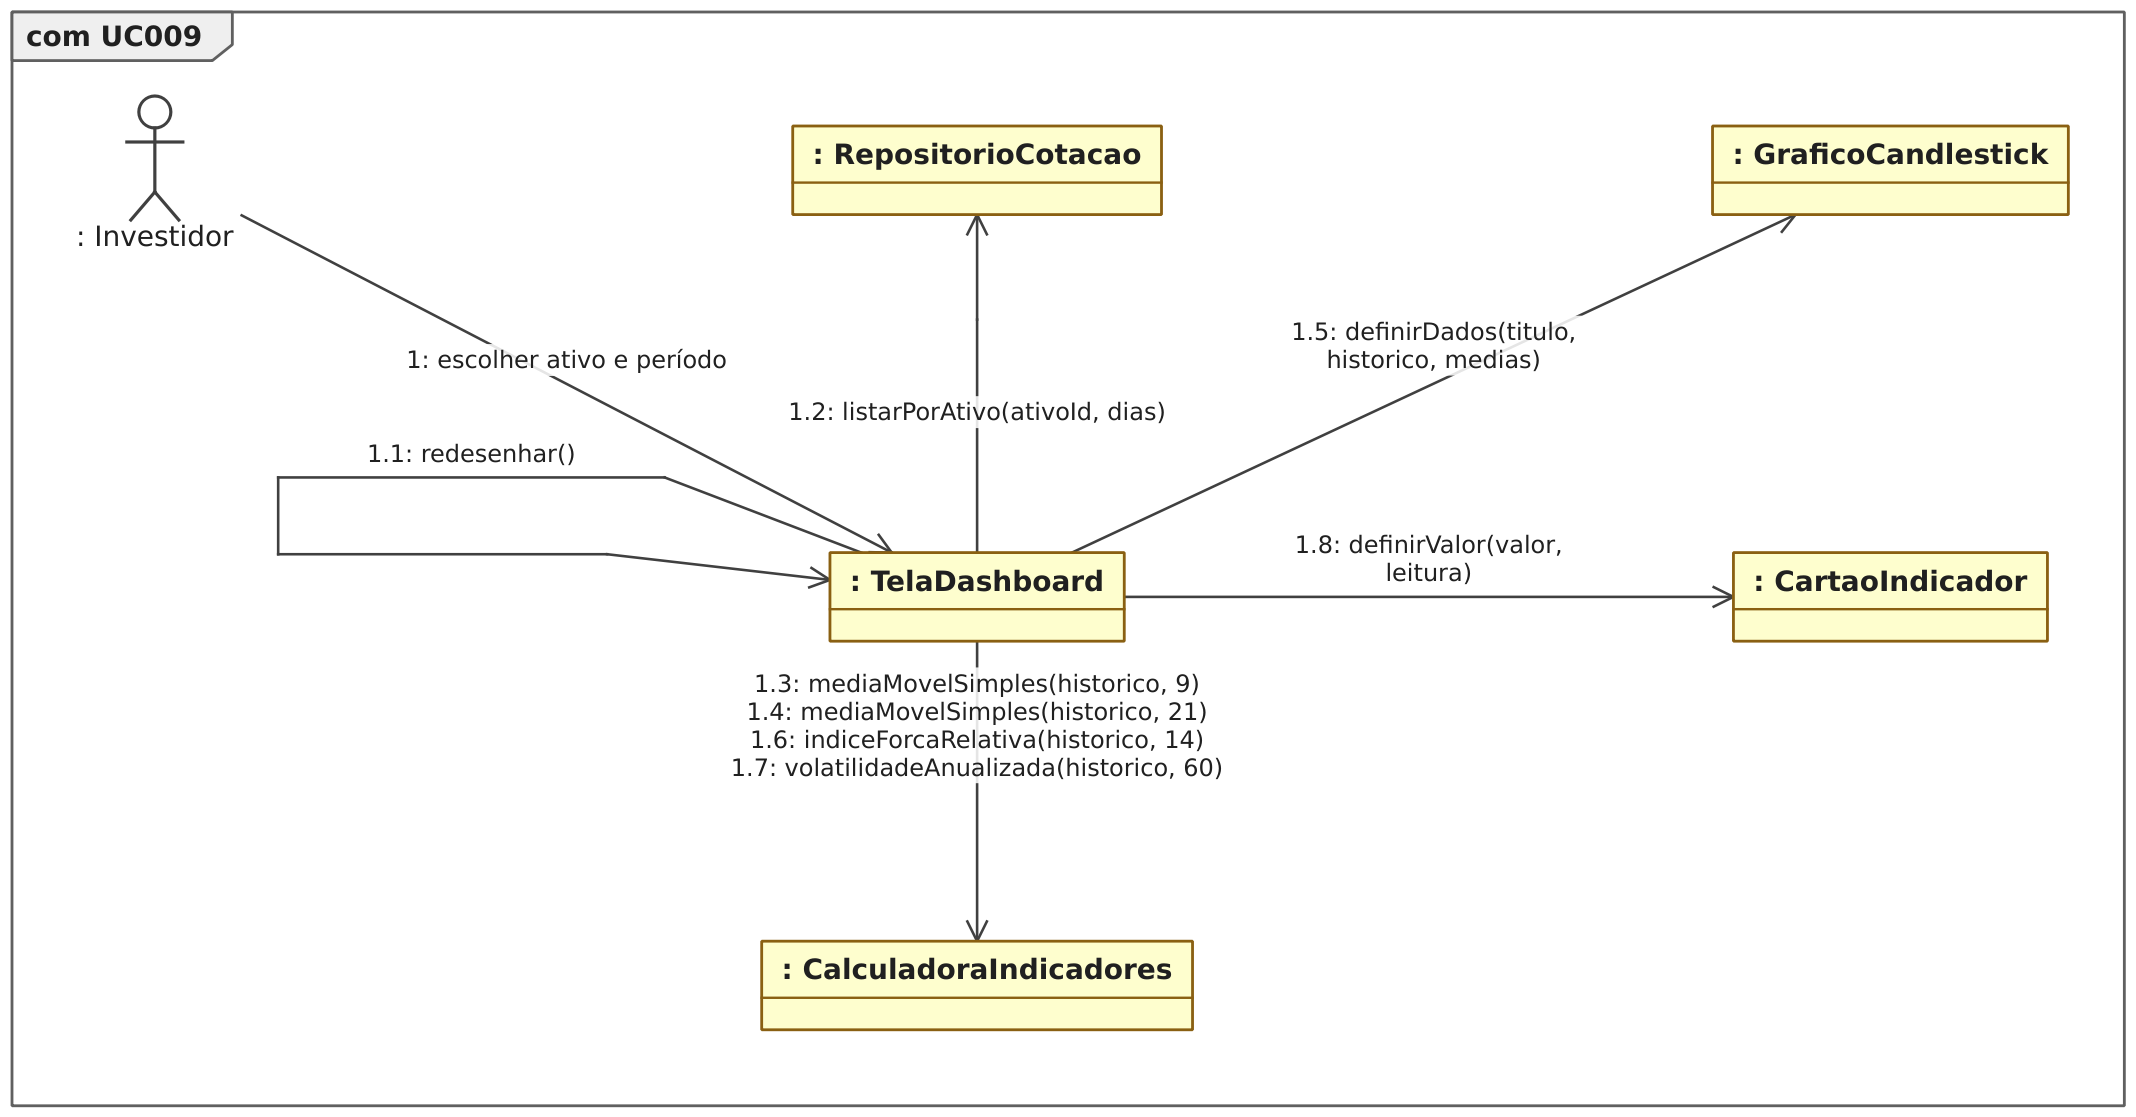 com UC009
: Investidor
: RepositorioCotacao
: GraficoCandlestick
1: escolher ativo e período
1.5: definirDados(titulo,
historico, medias)
1.2: listarPorAtivo(ativoId, dias)
1.1: redesenhar()
1.8: definirValor(valor,
leitura)
: TelaDashboard
: CartaoIndicador
1.3: mediaMovelSimples(historico, 9)
1.4: mediaMovelSimples(historico, 21)
1.6: indiceForcaRelativa(historico, 14)
1.7: volatilidadeAnualizada(historico, 60)
: CalculadoraIndicadores